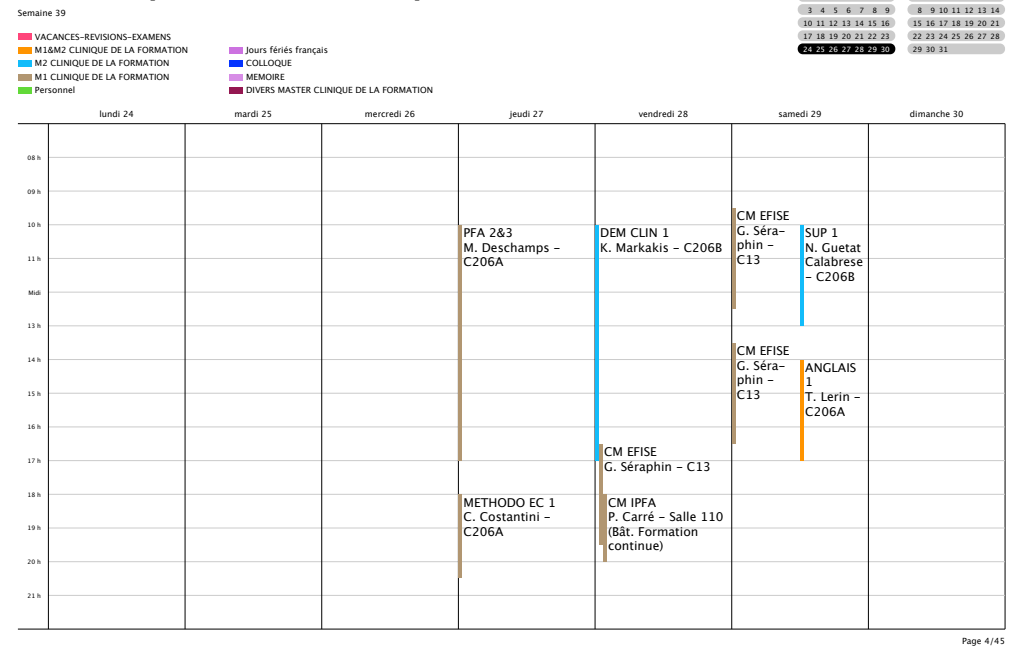 Semaine 39
3 4 5 6 7 8 9
10 11 12 13 14 15 16
17 18 19 20 21 22 23
24 25 26 27 28 29 30
8 9 10 11 12 13 14
15 16 17 18 19 20 21
22 23 24 25 26 27 28
29 30 31
VACANCES-REVISIONS-EXAMENS
M1&M2 CLINIQUE DE LA FORMATION
M2 CLINIQUE DE LA FORMATION
M1 CLINIQUE DE LA FORMATION
Personnel
Jours fériés français
COLLOQUE
MEMOIRE
DIVERS MASTER CLINIQUE DE LA FORMATION
lundi 24 mardi 25 mercredi 26 jeudi 27 vendredi 28 samedi 29 dimanche 30
08 h
09 h
10 h
11 h
Midi
13 h
14 h
15 h
16 h
17 h
18 h
19 h
20 h
21 h
PFA 2&3
M. Deschamps –
C206A
METHODO EC 1
C. Costantini –
C206A
DEM CLIN 1
K. Markakis – C206B
CM EFISE
G. Séraphin – C13
CM IPFA
P. Carré – Salle 110
(Bât. Formation
continue)
CM EFISE
G. Séra-
phin –
C13
SUP 1
N. Guetat
Calabrese
– C206B
CM EFISE
G. Séra-
phin –
C13
ANGLAIS
1
T. Lerin –
C206A
Page 4/45